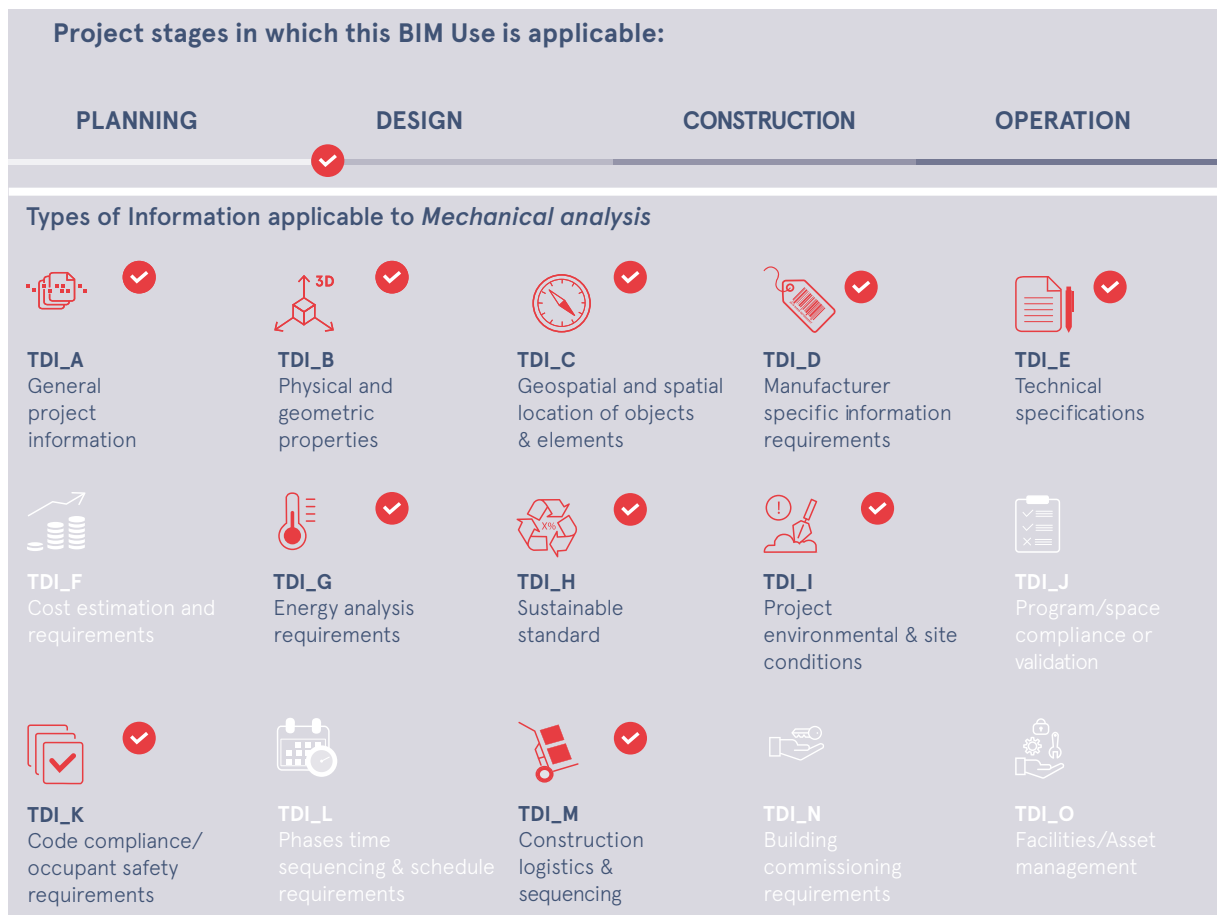 Project stages in which this BIM Use is applicable:
PLANNING
DESIGN
CONSTRUCTION
OPERATION
Types of Information applicable to Mechanical analysis
3D
TDI_A
General
project
information
TDI_B
Physical and
geometric
properties
TDI_C
Geospatial and spatial
location of objects
& elements
TDI_D
Manufacturer
specific information
requirements
TDI_E
Technical
specifications
TDI_F
Cost estimation and
requirements
TDI_G
Energy analysis
requirements
X%
TDI_H
Sustainable
standard
!
TDI_I
Project
environmental & site
conditions
TDI_J
Program/space
compliance or
validation
TDI_K
Code compliance/
occupant safety
requirements
TDI_L
Phases time
sequencing & schedule
requirements
TDI_M
Construction
logistics &
sequencing
TDI_N
Building
commissioning
requirements
TDI_O
Facilities/Asset
management